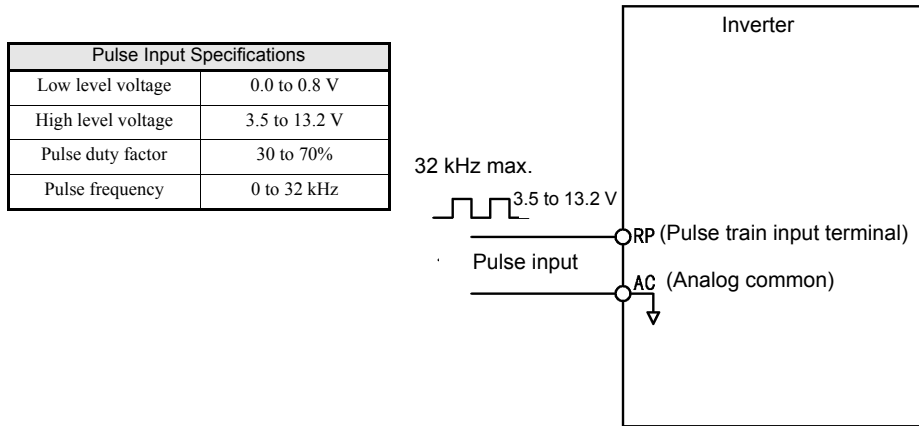 Pulse Input Specifications
Low level voltage 0.0 to 0.8 V
High level voltage 3.5 to 13.2 V
Pulse duty factor 30 to 70%
Pulse frequency 0 to 32 kHz
Inverter
32 kHz max.
3.5 to 13.2 V
RP (Pulse train input terminal)
Pulse input
AC (Analog common)